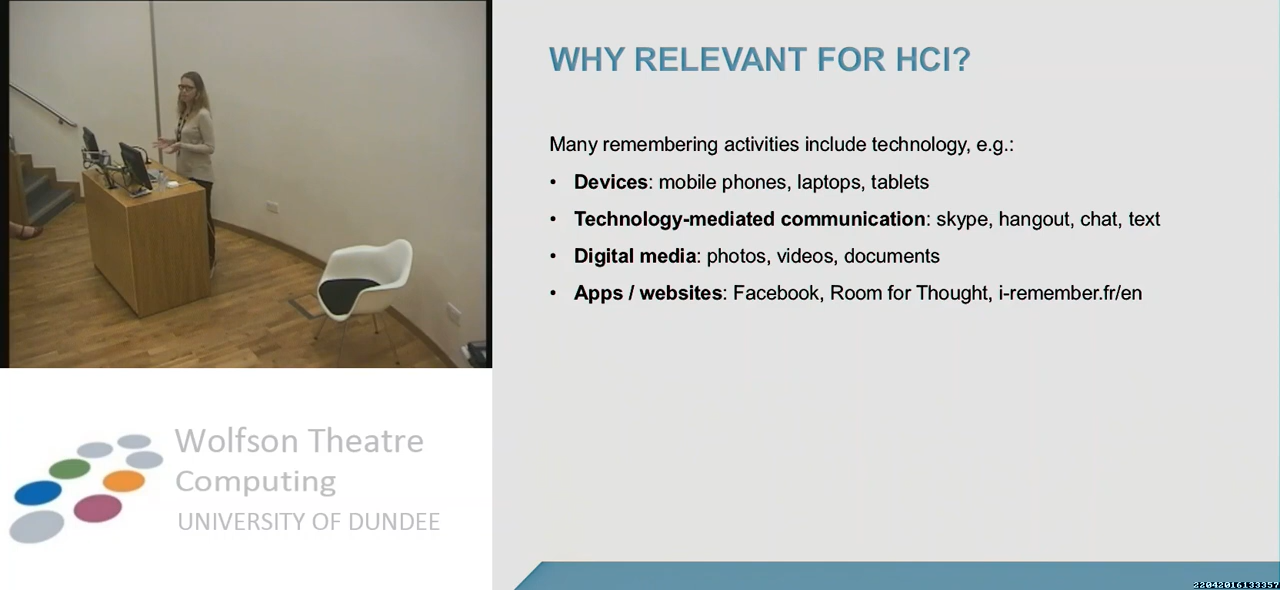 WHY RELEVANT FOR HCI?
Many remembering activities include technology, e.g.:
• Devices: mobile phones, laptops, tablets
• Technology-mediated communication: skype, hangout, chat, text
• Digital media: photos, videos, documents
• Apps / websites: Facebook, Room for Thought, i-remember.fr/en
Wolfson Theatre
Computing
UNIVERSITY OF DUNDEE
22042016133357